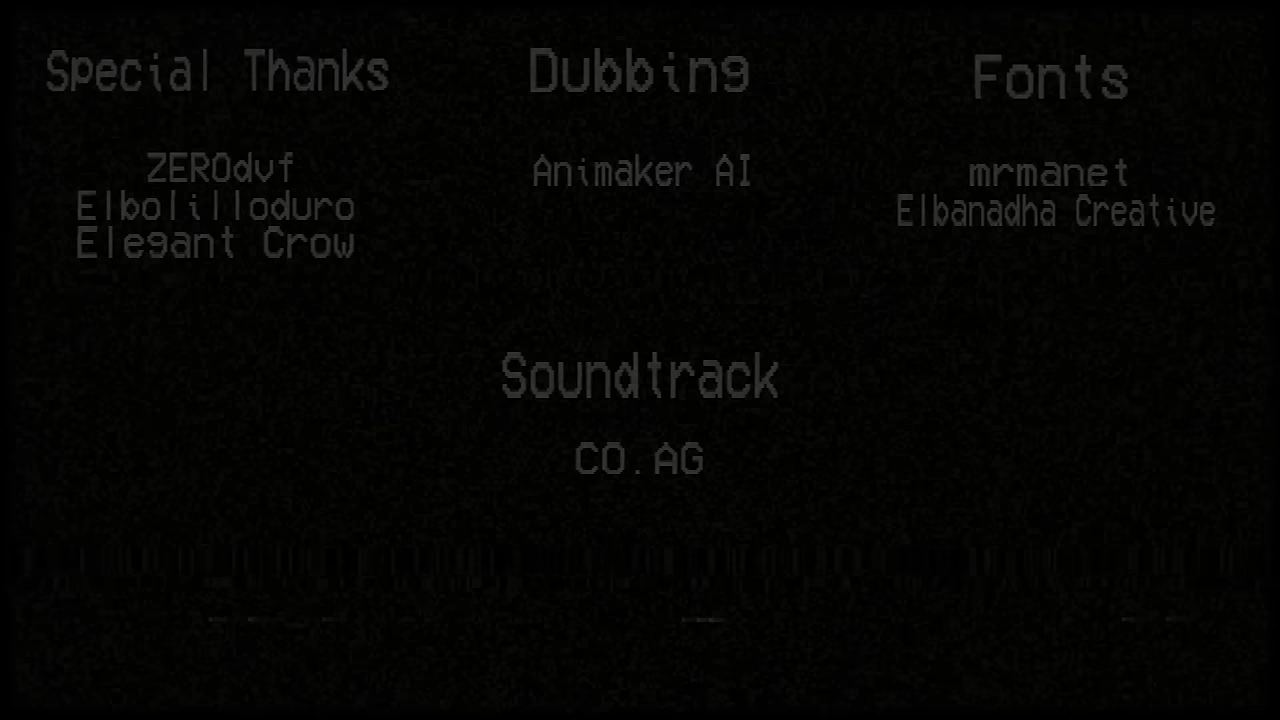 Special Thanks
ZEROdvf
Elbolilloduro
Elegant Crow
Dubbing
Animaker AI
Fonts
mrmanet
Elbanadha Creative
Soundtrack
CO.AG